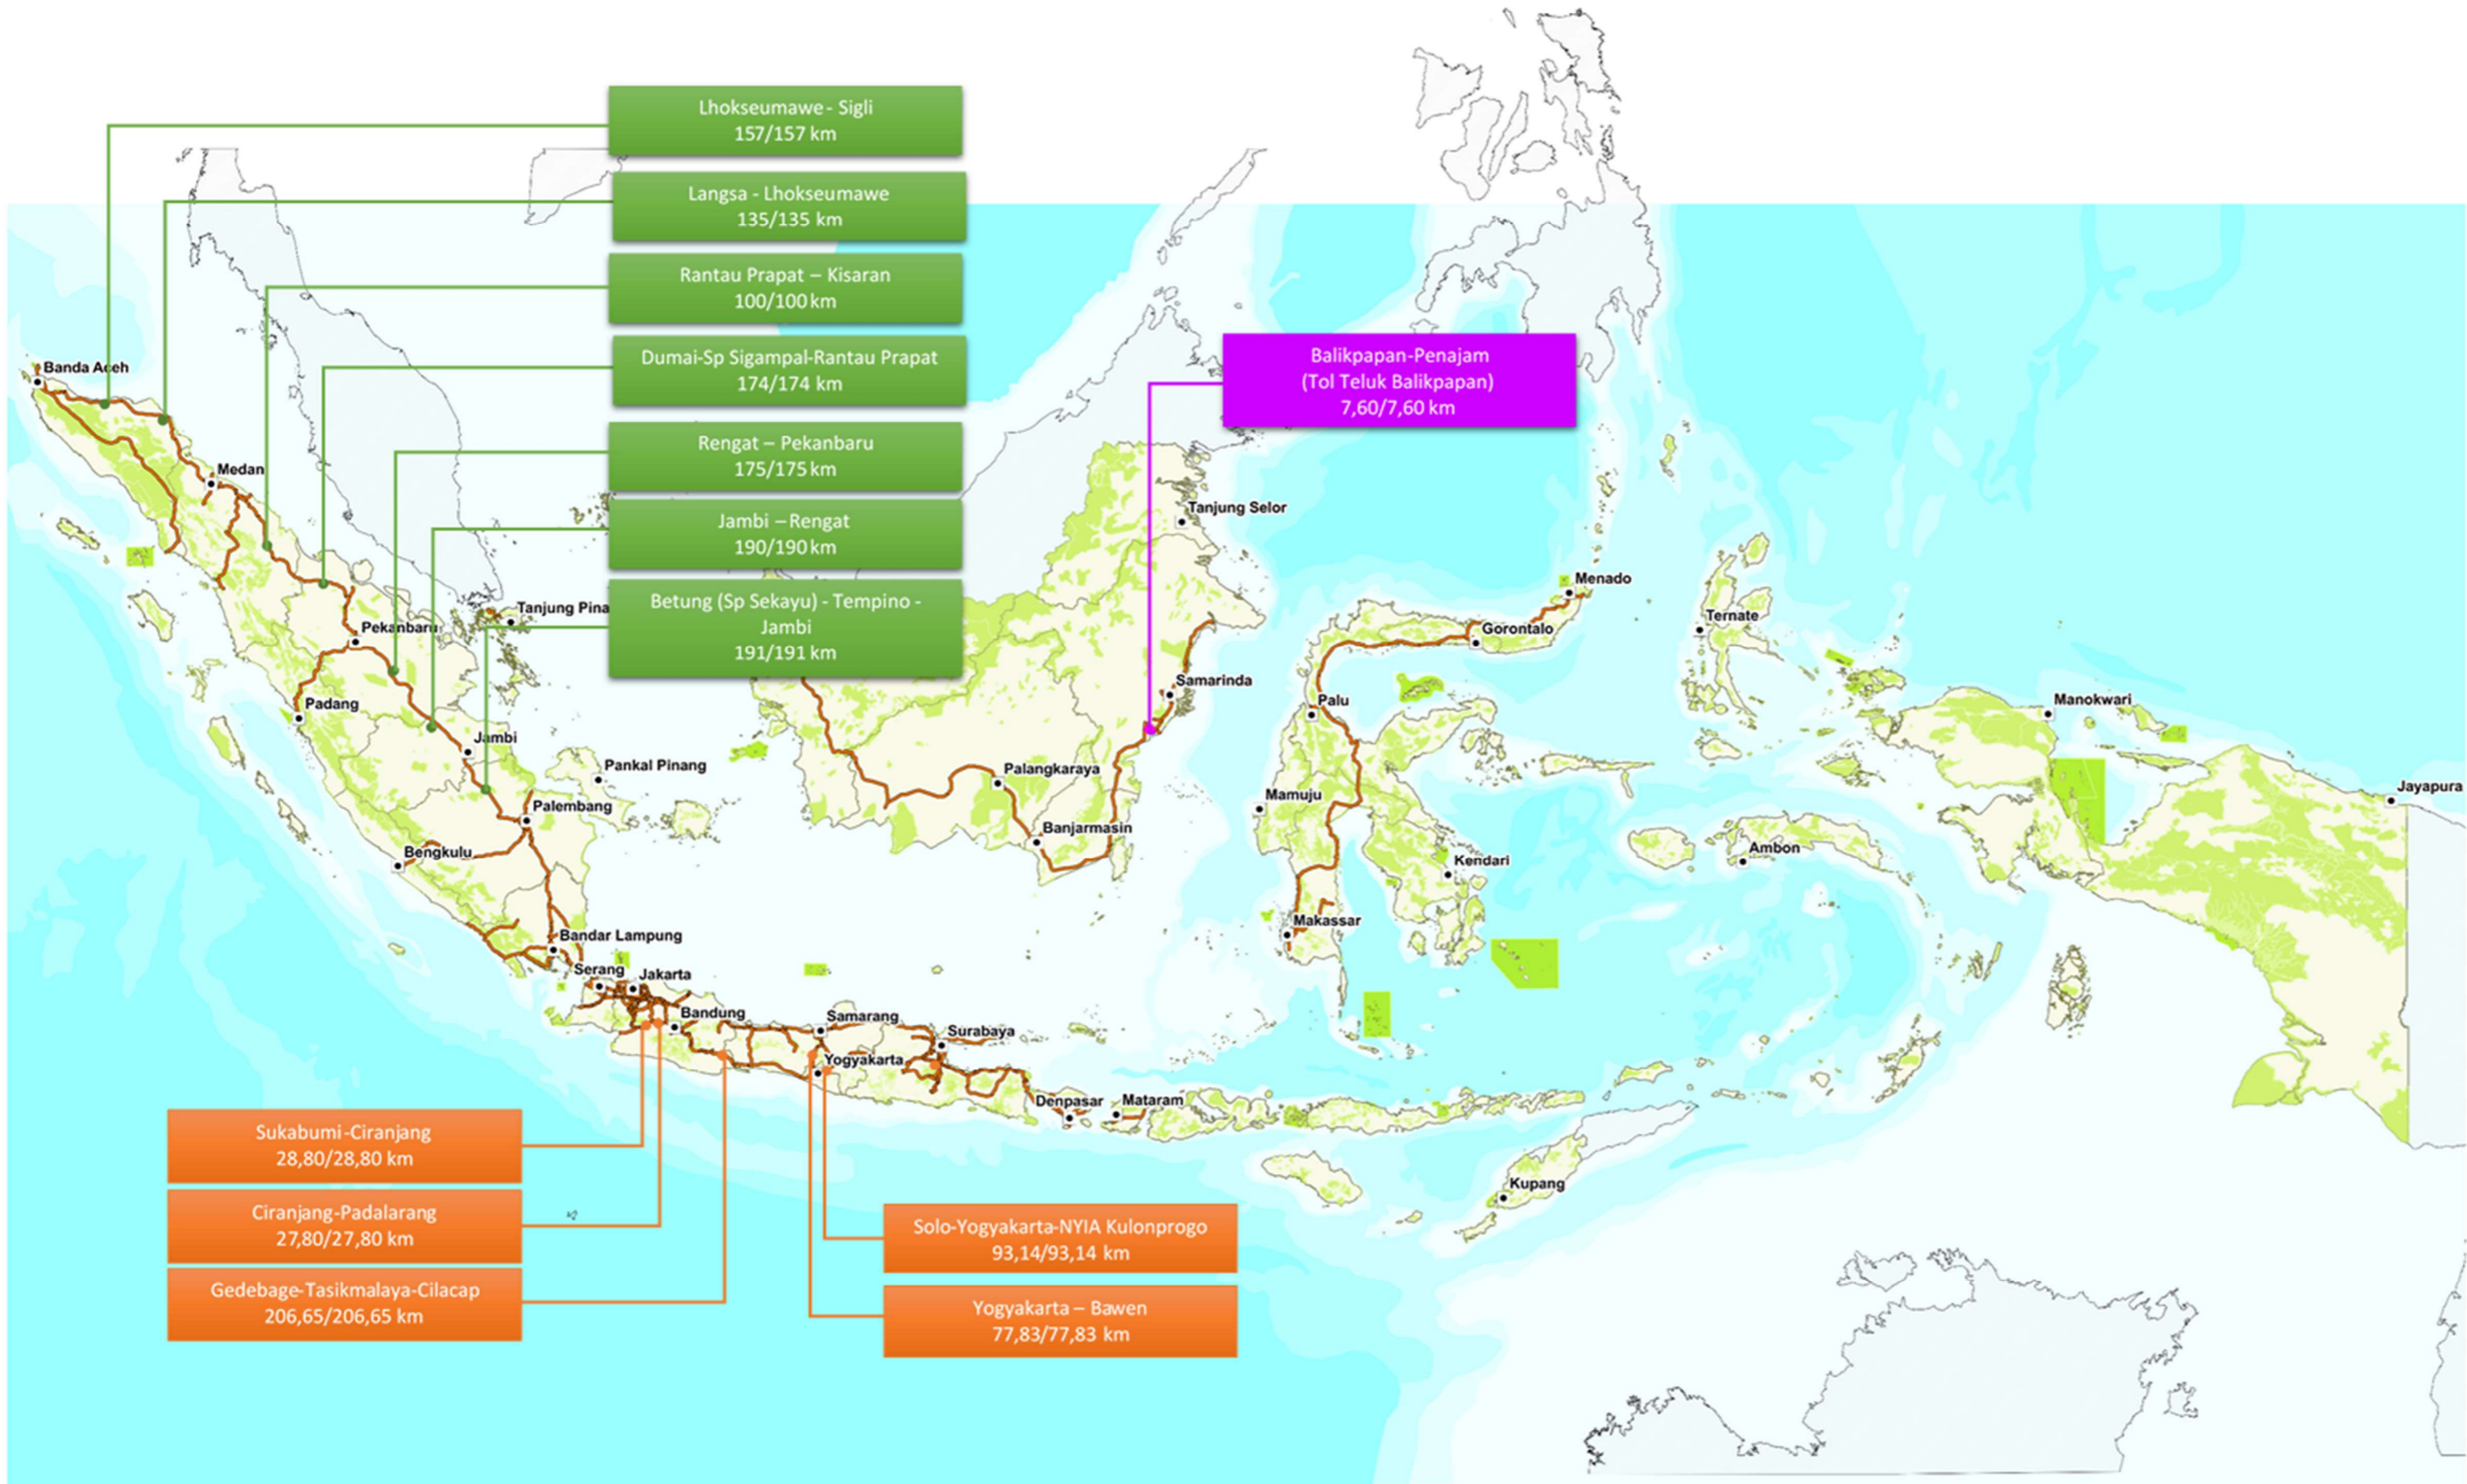 Lhokseumawe - Sigli
157/157 km
Langsa - Lhokseumawe
135/135 km
Rantau Prapat – Kisaran
100/100 km
Dumai-Sp Sigampal-Rantau Prapat
174/174 km
Rengat – Pekanbaru
175/175 km
Jambi – Rengat
190/190 km
Betung (Sp Sekayu) - Tempino -
Jambi
191/191 km
Balikpapan-Penajam
(Tol Teluk Balikpapan)
7,60/7,60 km
Banda Aceh
Medan
Tanjung Selor
Menado
Tanjung Pina
Ternate
Pekanbaru
Gorontalo
Samarinda
Padang
Palu
Manokwari
Jambi
Pankal Pinang
Palangkaraya
Jayapura
Mamuju
Palembang
Banjarmasin
Bengkulu
Ambon
Kendari
Makassar
Bandar Lampung
Serang
Jakarta
Bandung
Samarang
Surabaya
Yogyakarta
Denpasar
Mataram
Kupang
Sukabumi-Ciranjang
28,80/28,80 km
Ciranjang-Padalarang
27,80/27,80 km
Gedebage-Tasikmalaya-Cilacap
206,65/206,65 km
Solo-Yogyakarta-NYIA Kulonprogo
93,14/93,14 km
Yogyakarta – Bawen
77,83/77,83 km